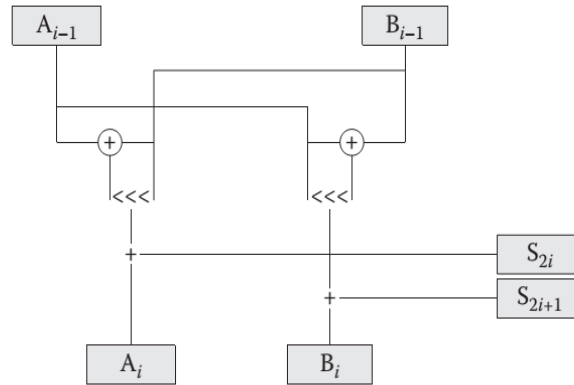 A_{i–1} B_{i–1}
+ +
<<< <<<
+ S_{2i}
+ S_{2i+1}
A_i B_i